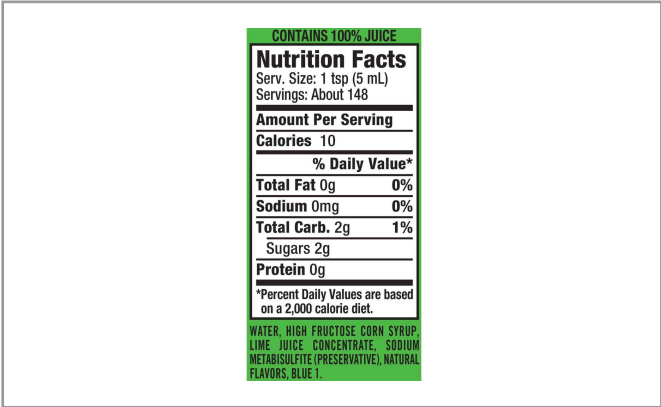 CONTAINS 100% JUICE
Nutrition Facts
Serv. Size: 1 tsp (5 mL)
Servings: About 148
Amount Per Serving
Calories 10
% Daily Value*
Total Fat 0g 0%
Sodium 0mg 0%
Total Carb. 2g 1%
Sugars 2g
Protein 0g
*Percent Daily Values are based
on a 2,000 calorie diet.
WATER, HIGH FRUCTOSE CORN SYRUP,
LIME JUICE CONCENTRATE, SODIUM
METABISULFITE (PRESERVATIVE), NATURAL
FLAVORS, BLUE 1.